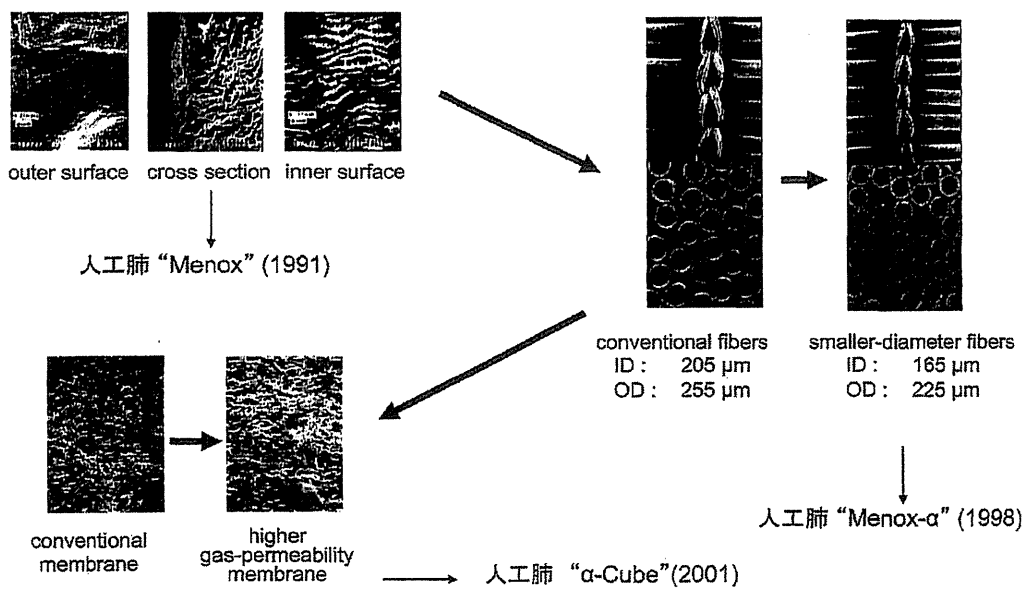 outer surface
cross section
inner surface
人工肺 “Menox” (1991)
conventional fibers
ID : 205 μm
OD : 255 μm
smaller-diameter fibers
ID : 165 μm
OD : 225 μm
人工肺 “Menox-α” (1998)
conventional
membrane
higher
gas-permeability
membrane
人工肺 “α-Cube”(2001)